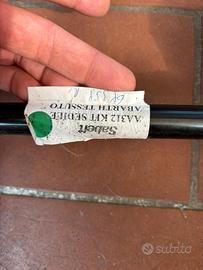 Sabelt
AA312 KIT SEDILE
ABARTH TESSUTO
subito